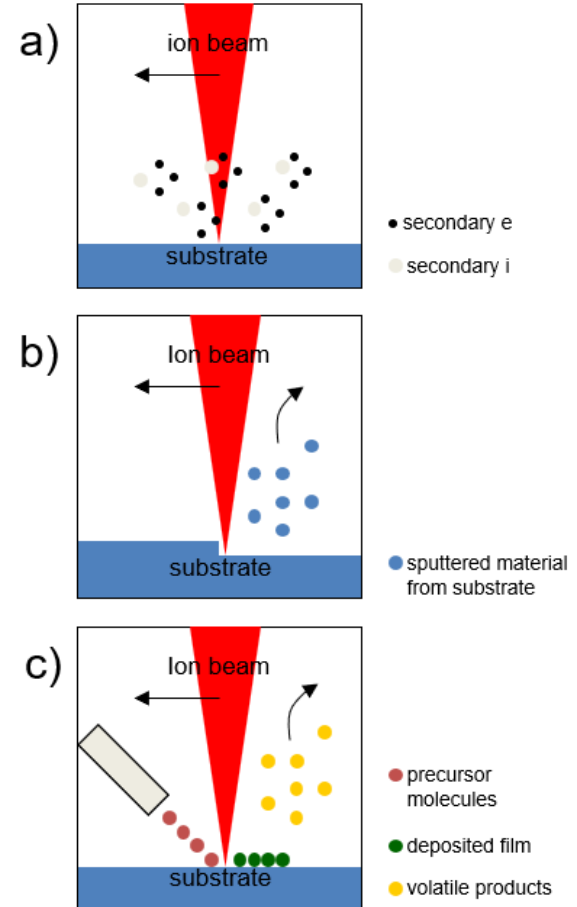 a)
ion beam
substrate
secondary e
secondary i
b)
Ion beam
substrate
sputtered material
from substrate
c)
Ion beam
substrate
precursor
molecules
deposited film
volatile products